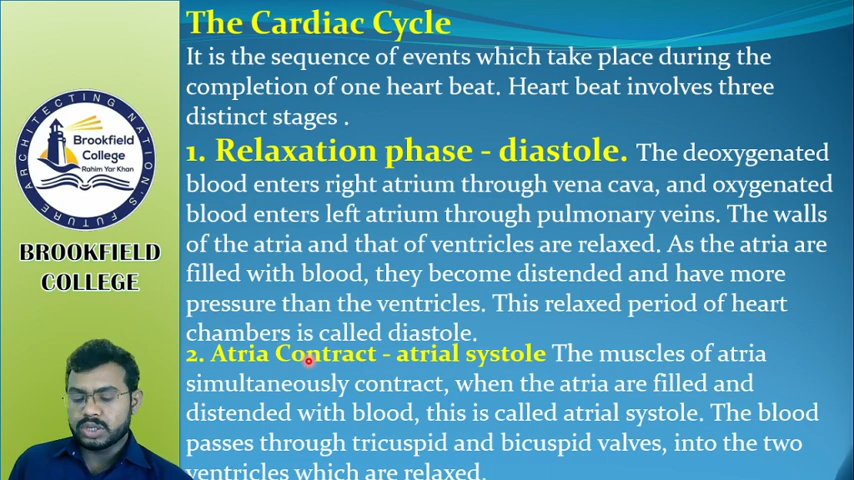 The Cardiac Cycle
It is the sequence of events which take place during the
completion of one heart beat. Heart beat involves three
distinct stages .
1. Relaxation phase - diastole. The deoxygenated
blood enters right atrium through vena cava, and oxygenated
blood enters left atrium through pulmonary veins. The walls
of the atria and that of ventricles are relaxed. As the atria are
filled with blood, they become distended and have more
pressure than the ventricles. This relaxed period of heart
chambers is called diastole.
2. Atria Contract - atrial systole The muscles of atria
simultaneously contract, when the atria are filled and
distended with blood, this is called atrial systole. The blood
passes through tricuspid and bicuspid valves, into the two
ventricles which are relaxed.
ARCHITECTING NATION'S FUTURE
Brookfield
College
Rahim Yar Khan
BROOKFIELD
COLLEGE